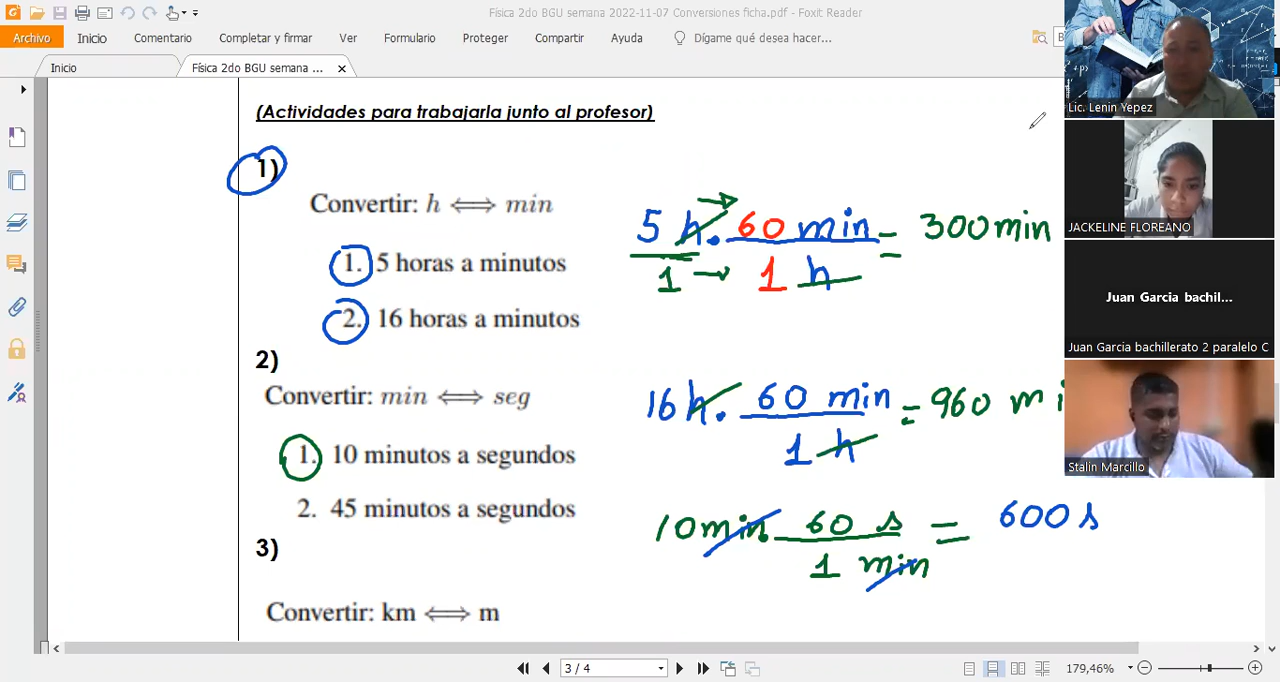 Física 2do BGU semana 2022-11-07 Conversiones ficha.pdf - Foxit Reader
Archivo Inicio Comentario Completar y firmar Ver Formulario Proteger Compartir Ayuda Dígame qué desea hacer...
Inicio Física 2do BGU semana ...
(Actividades para trabajarla junto al profesor)
1)
Convertir: h ⟺ min
1. 5 horas a minutos
2. 16 horas a minutos
2)
Convertir: min ⟺ seg
1. 10 minutos a segundos
2. 45 minutos a segundos
3)
Convertir: km ⟺ m
5 h . 60 min = 300 min
1 → 1 h
16 h . 60 min = 960 mi
1 h
10 min . 60 s = 600 s
1 min
Lic. Lenin Yepez
JACKELINE FLOREANO
Juan Garcia bachil...
Juan Garcia bachillerato 2 paralelo C
Stalin Marcillo
3 / 4
179,46%